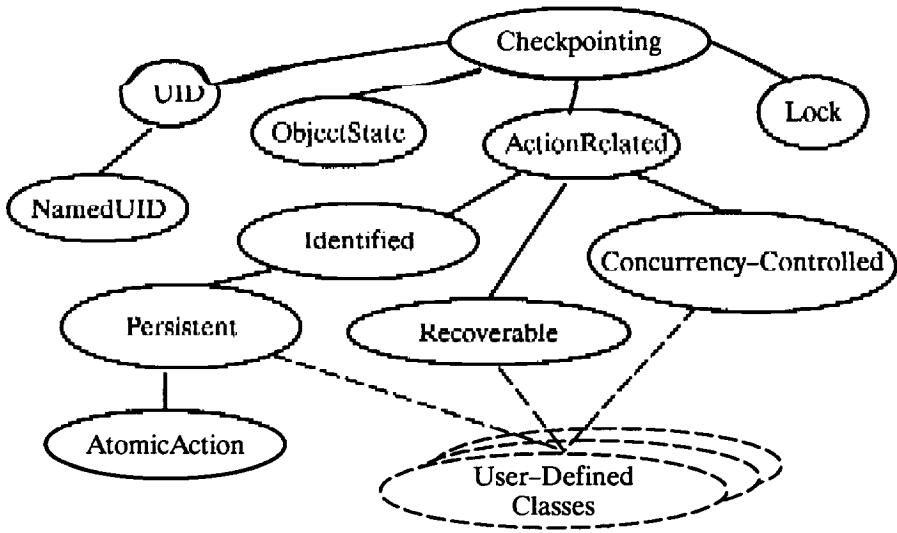 Checkpointing
UID
ObjectState
ActionRelated
Lock
NamedUID
Identified
Concurrency-Controlled
Persistent
Recoverable
AtomicAction
User-Defined
Classes